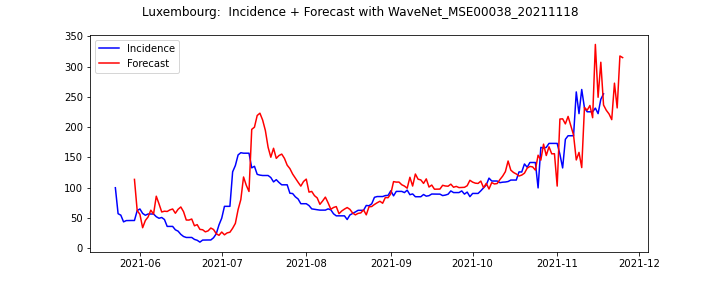 Luxembourg:  Incidence + Forecast with WaveNet_MSE00038_20211118
Incidence
Forecast
350
300
250
200
150
100
50
0
2021-06 2021-07 2021-08 2021-09 2021-10 2021-11 2021-12